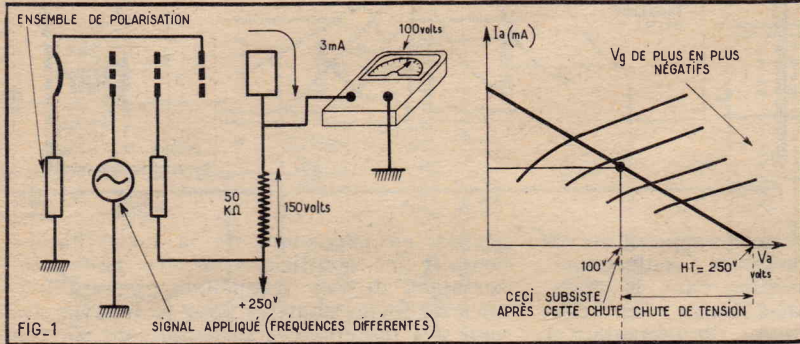 ENSEMBLE DE POLARISATION
3mA
100volts
50
KΩ
150volts
+250V
SIGNAL APPLIQUÉ (FRÉQUENCES DIFFÉRENTES)
FIG_1
Ia (mA)
Vg DE PLUS EN PLUS
NÉGATIFS
100V
HT= 250V
Va
volts
CECI SUBSISTE
APRÈS CETTE CHUTE
CHUTE DE TENSION